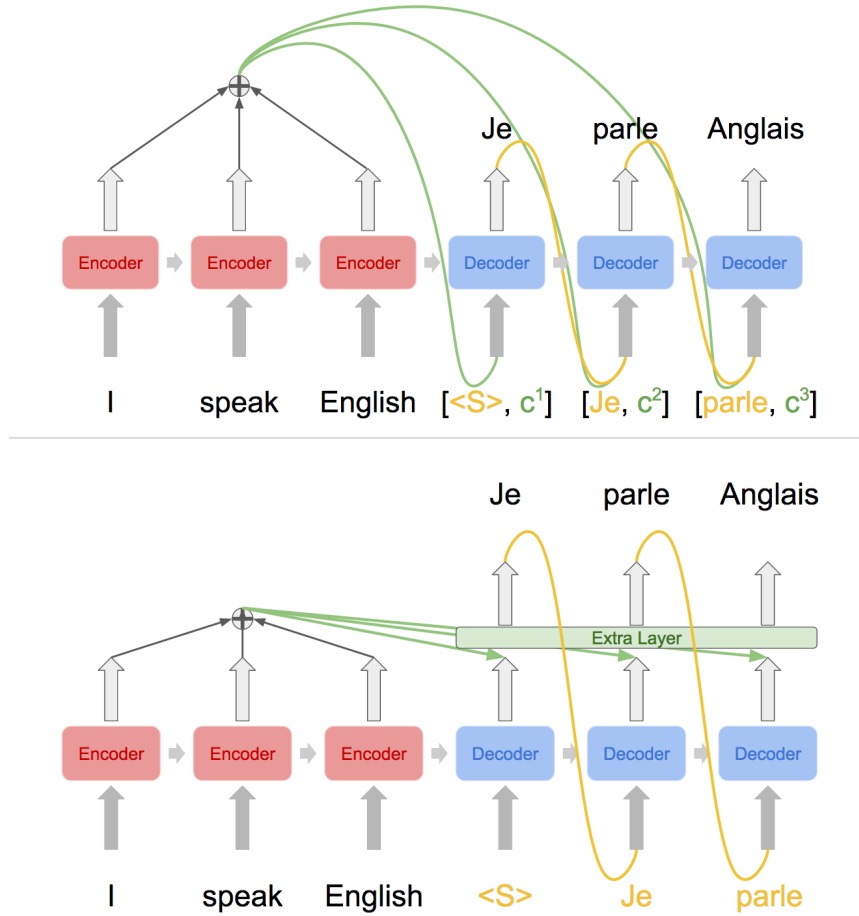 Je parle Anglais
Encoder Encoder Encoder Decoder Decoder Decoder
I speak English [<S>, c¹] [Je, c²] [parle, c³]
Je parle Anglais
Extra Layer
Encoder Encoder Encoder Decoder Decoder Decoder
I speak English <S> Je parle